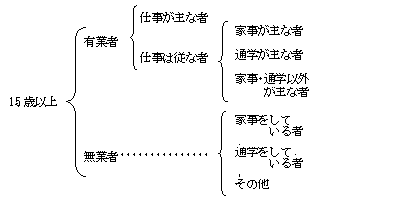 仕事が主な者
家事が主な者
有業者
通学が主な者
仕事は従な者
家事・通学以外
が主な者
15歳以上
家事をして
いる者
無業者・・・・・・・・・・・・・・・
通学をして
いる者
その他